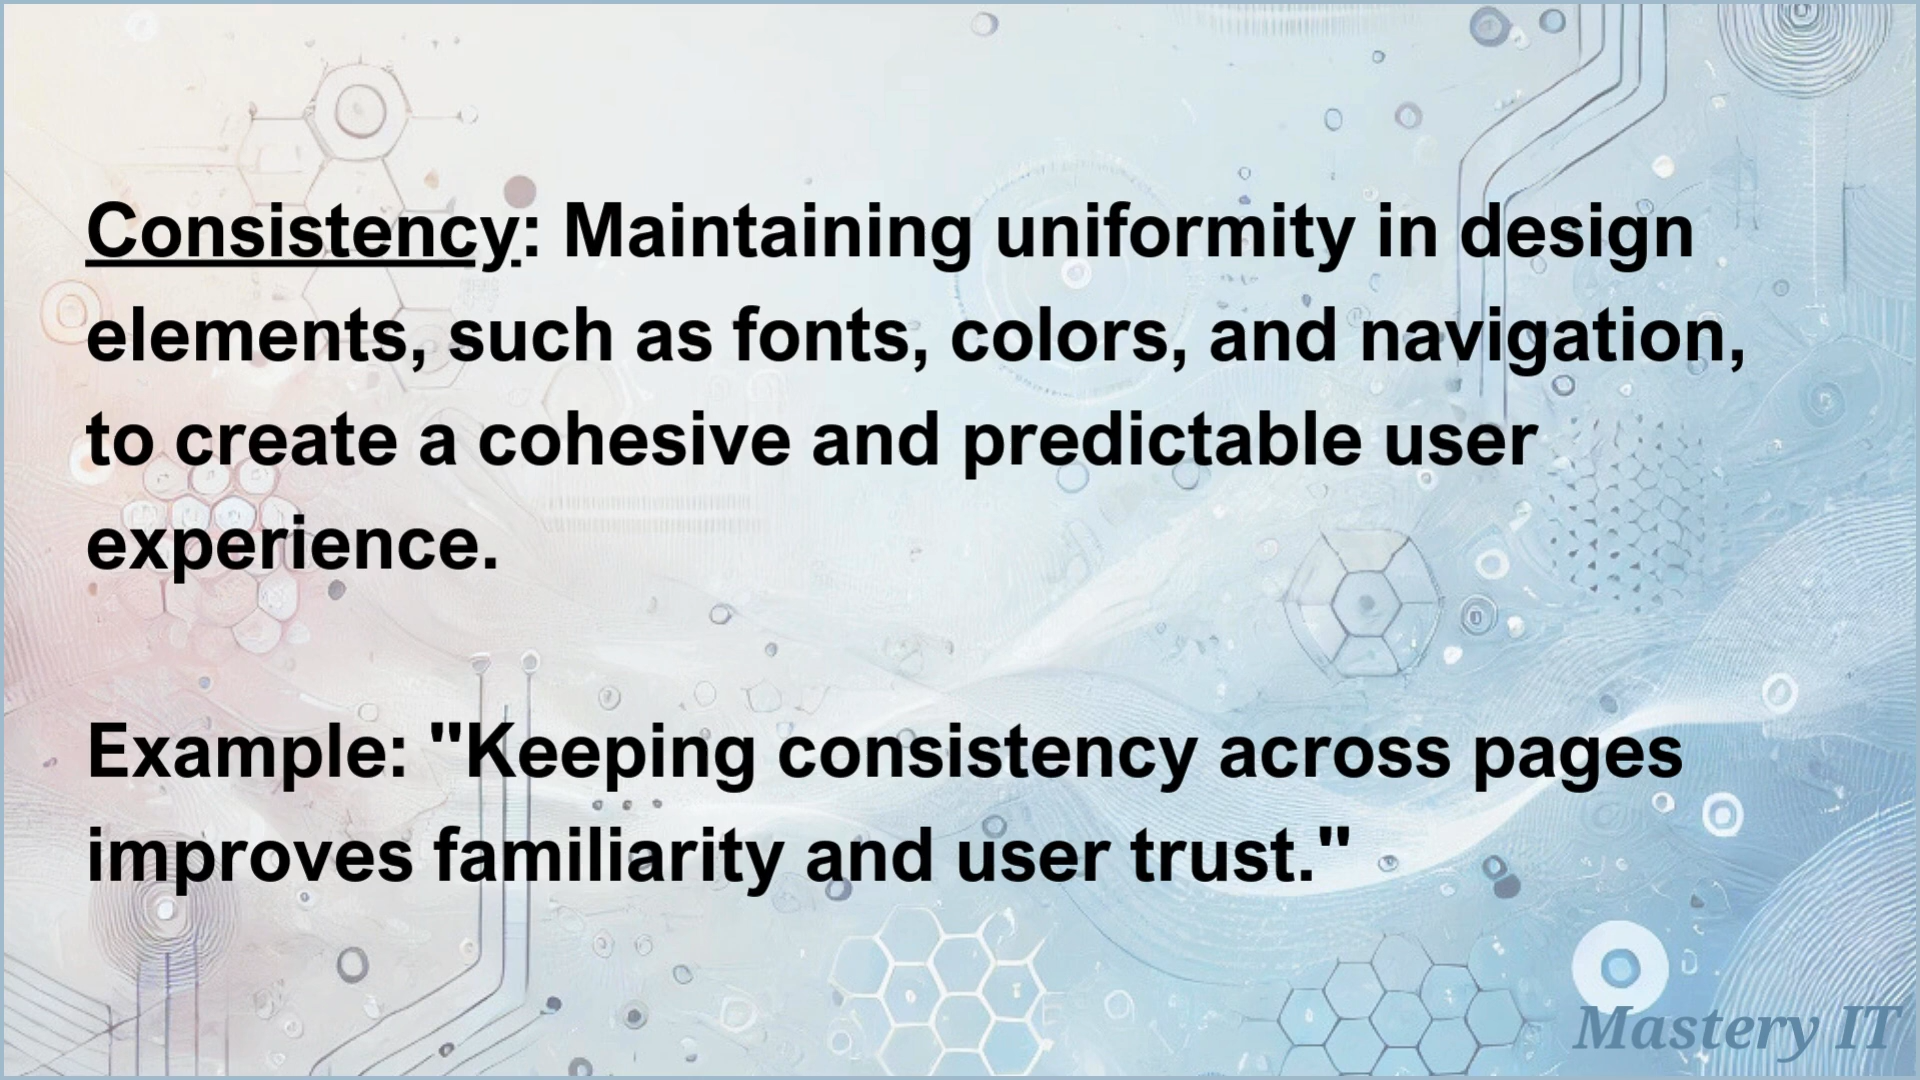 Consistency: Maintaining uniformity in design
elements, such as fonts, colors, and navigation,
to create a cohesive and predictable user
experience.
Example: "Keeping consistency across pages
improves familiarity and user trust."
Mastery IT